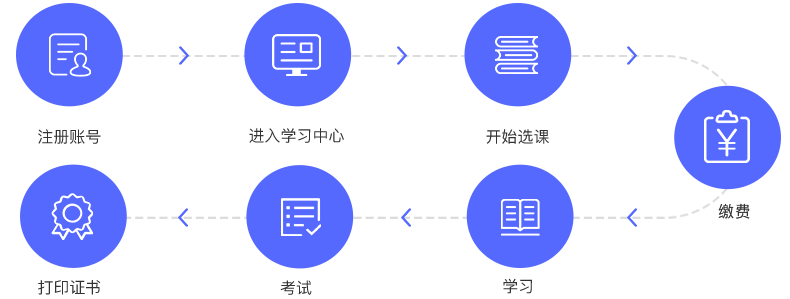 注册账号
进入学习中心
开始选课
缴费
学习
考试
打印证书